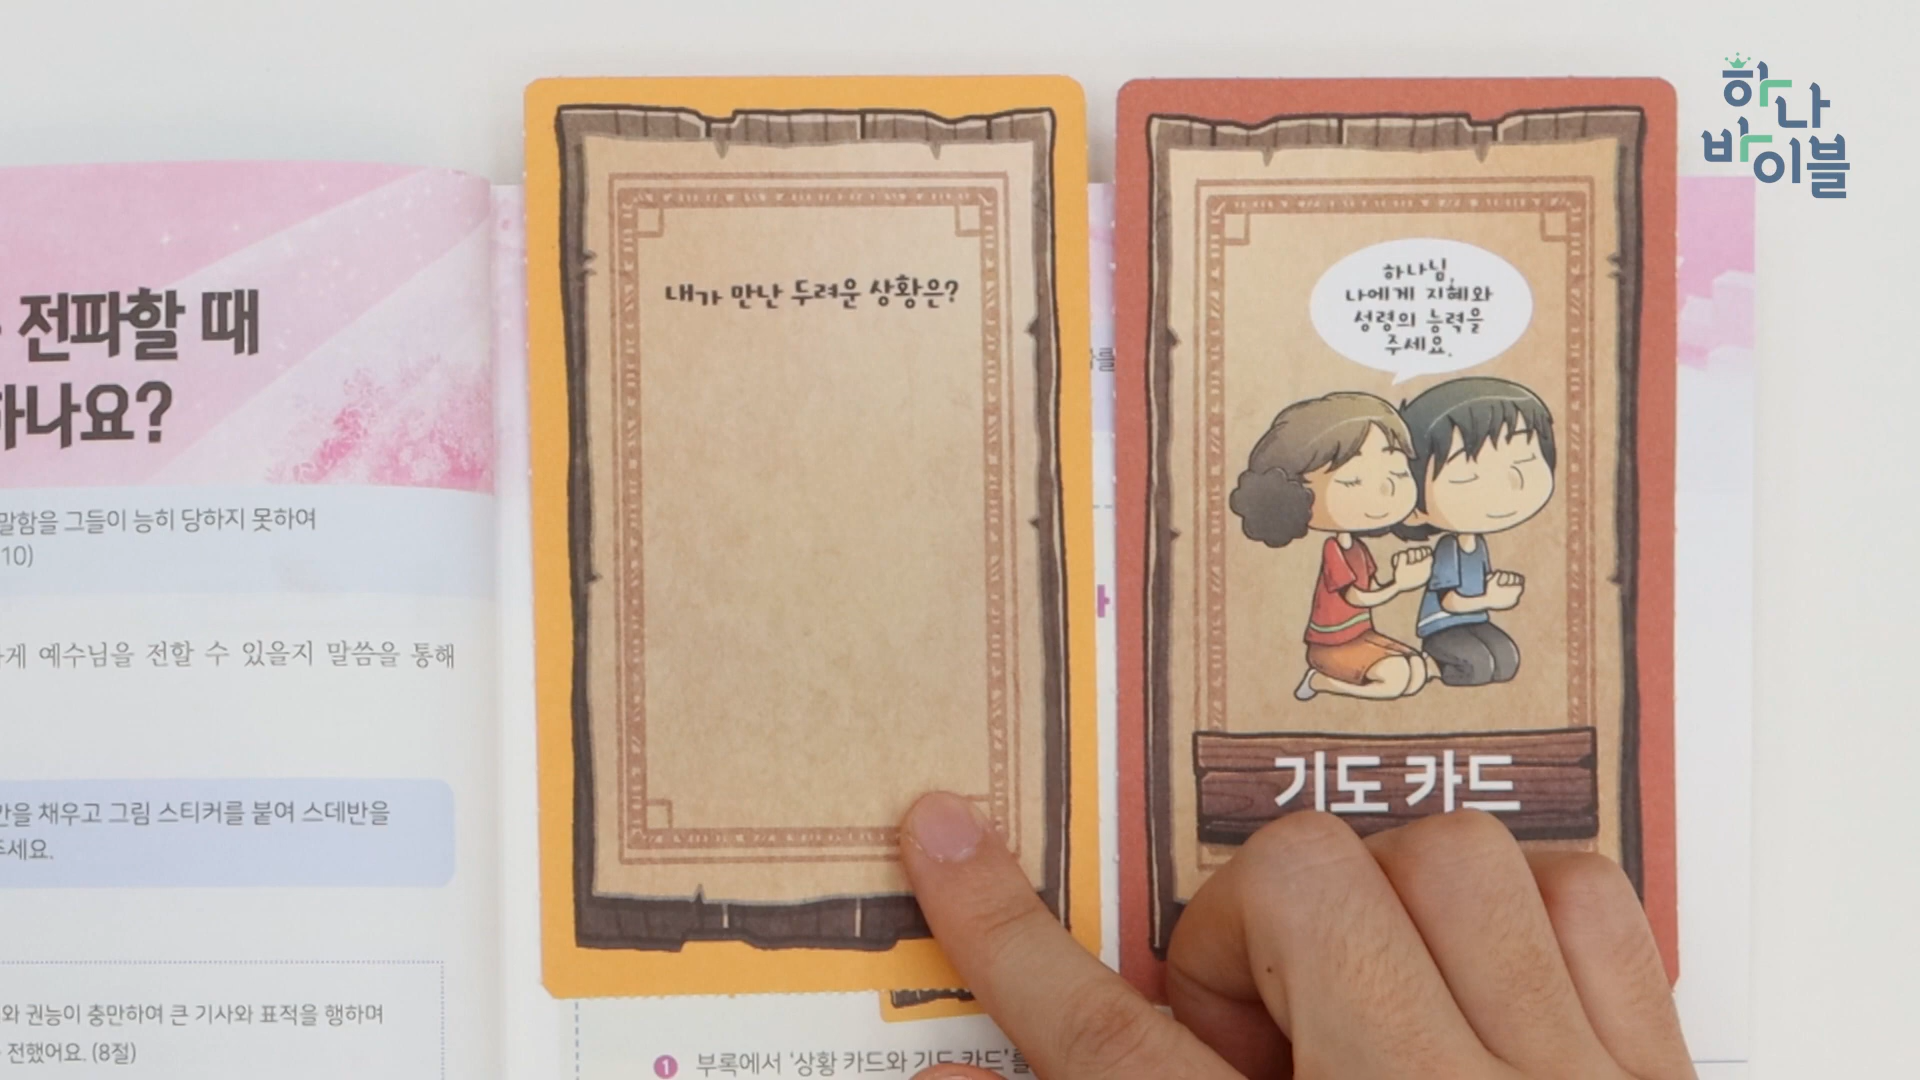 하나
바이블
전파할 때
하나요?
말함을 그들이 능히 당하지 못하여
10)
게 예수님을 전할 수 있을지 말씀을 통해
채우고 그림 스티커를 붙여 스데반을
주세요.
와 권능이 충만하여 큰 기사와 표적을 행하며
전했어요. (8절)
내가 만난 두려운 상황은?
하나님,
나에게 지혜와
성령의 능력을
주세요.
기도 카드
1 부록에서 ‘상황 카드와 기도 카드’를